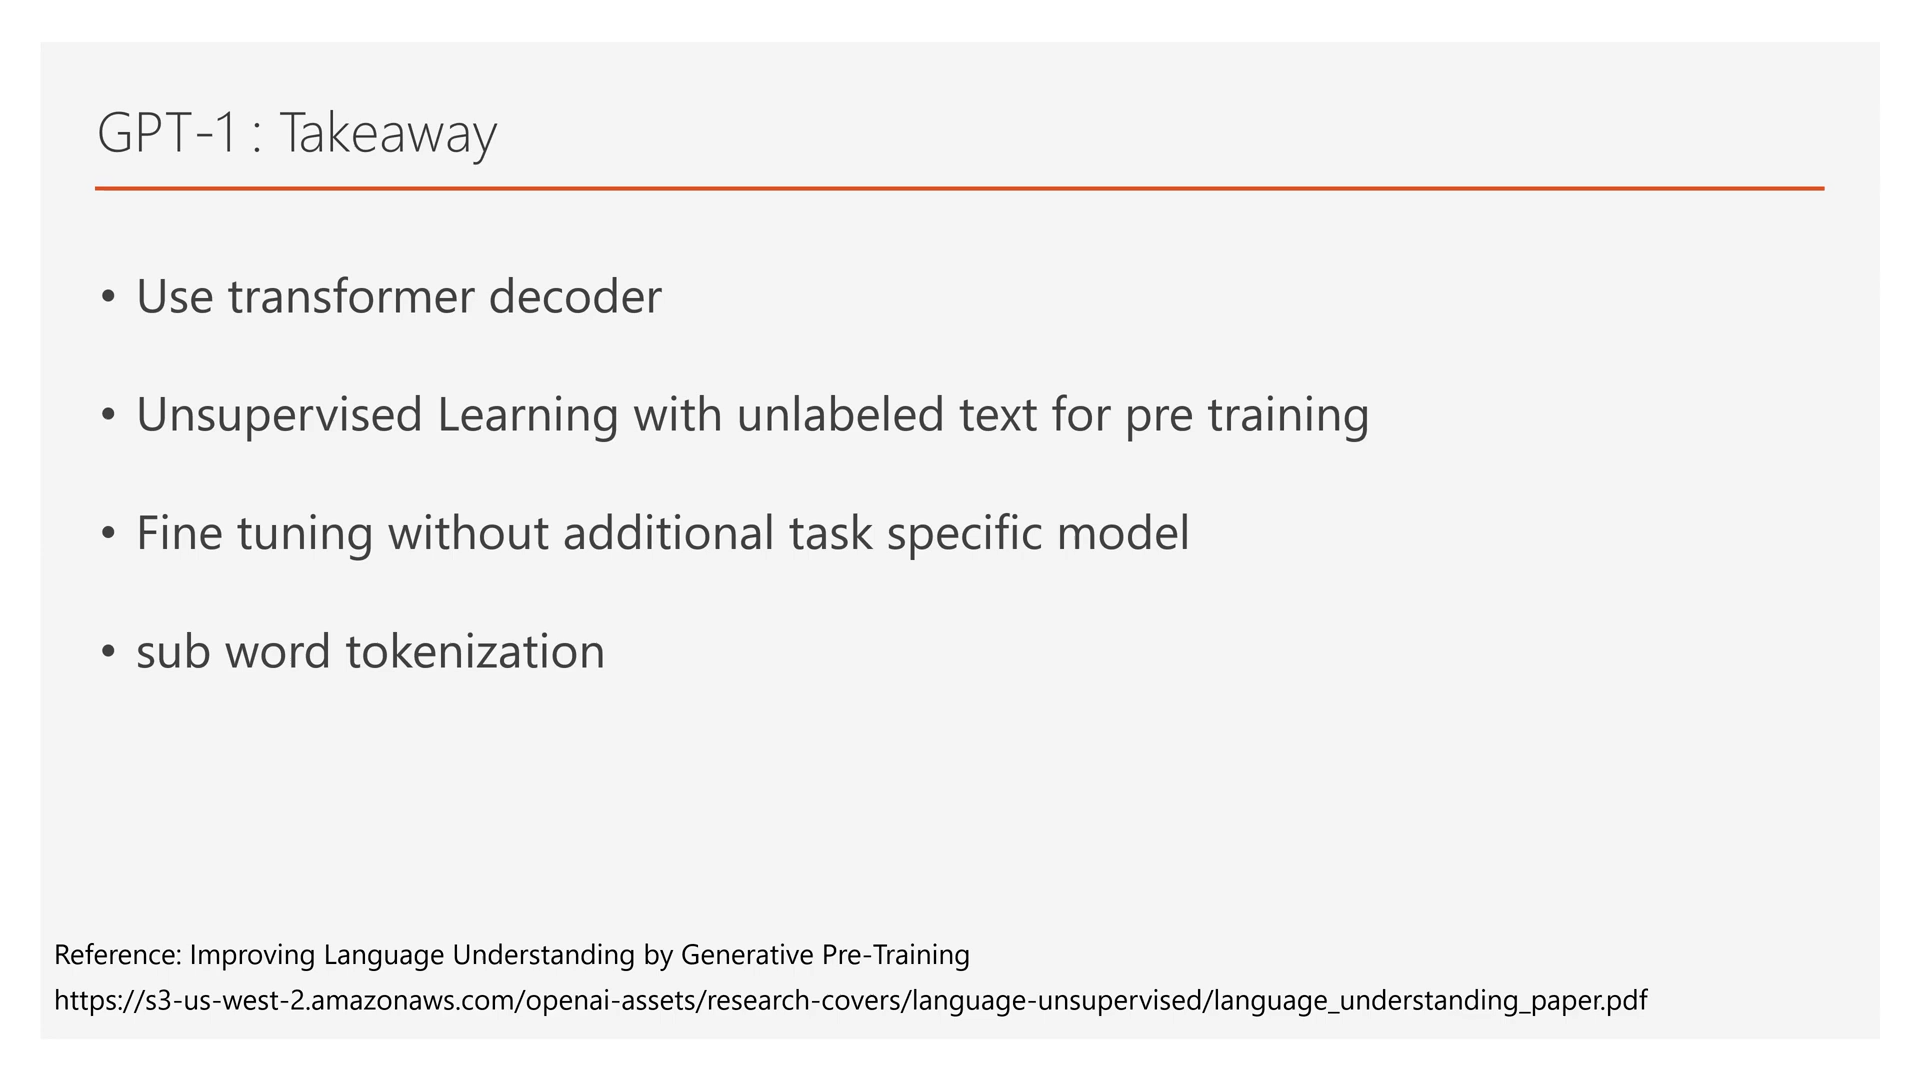 GPT-1 : Takeaway
• Use transformer decoder
• Unsupervised Learning with unlabeled text for pre training
• Fine tuning without additional task specific model
• sub word tokenization
Reference: Improving Language Understanding by Generative Pre-Training
https://s3-us-west-2.amazonaws.com/openai-assets/research-covers/language-unsupervised/language_understanding_paper.pdf